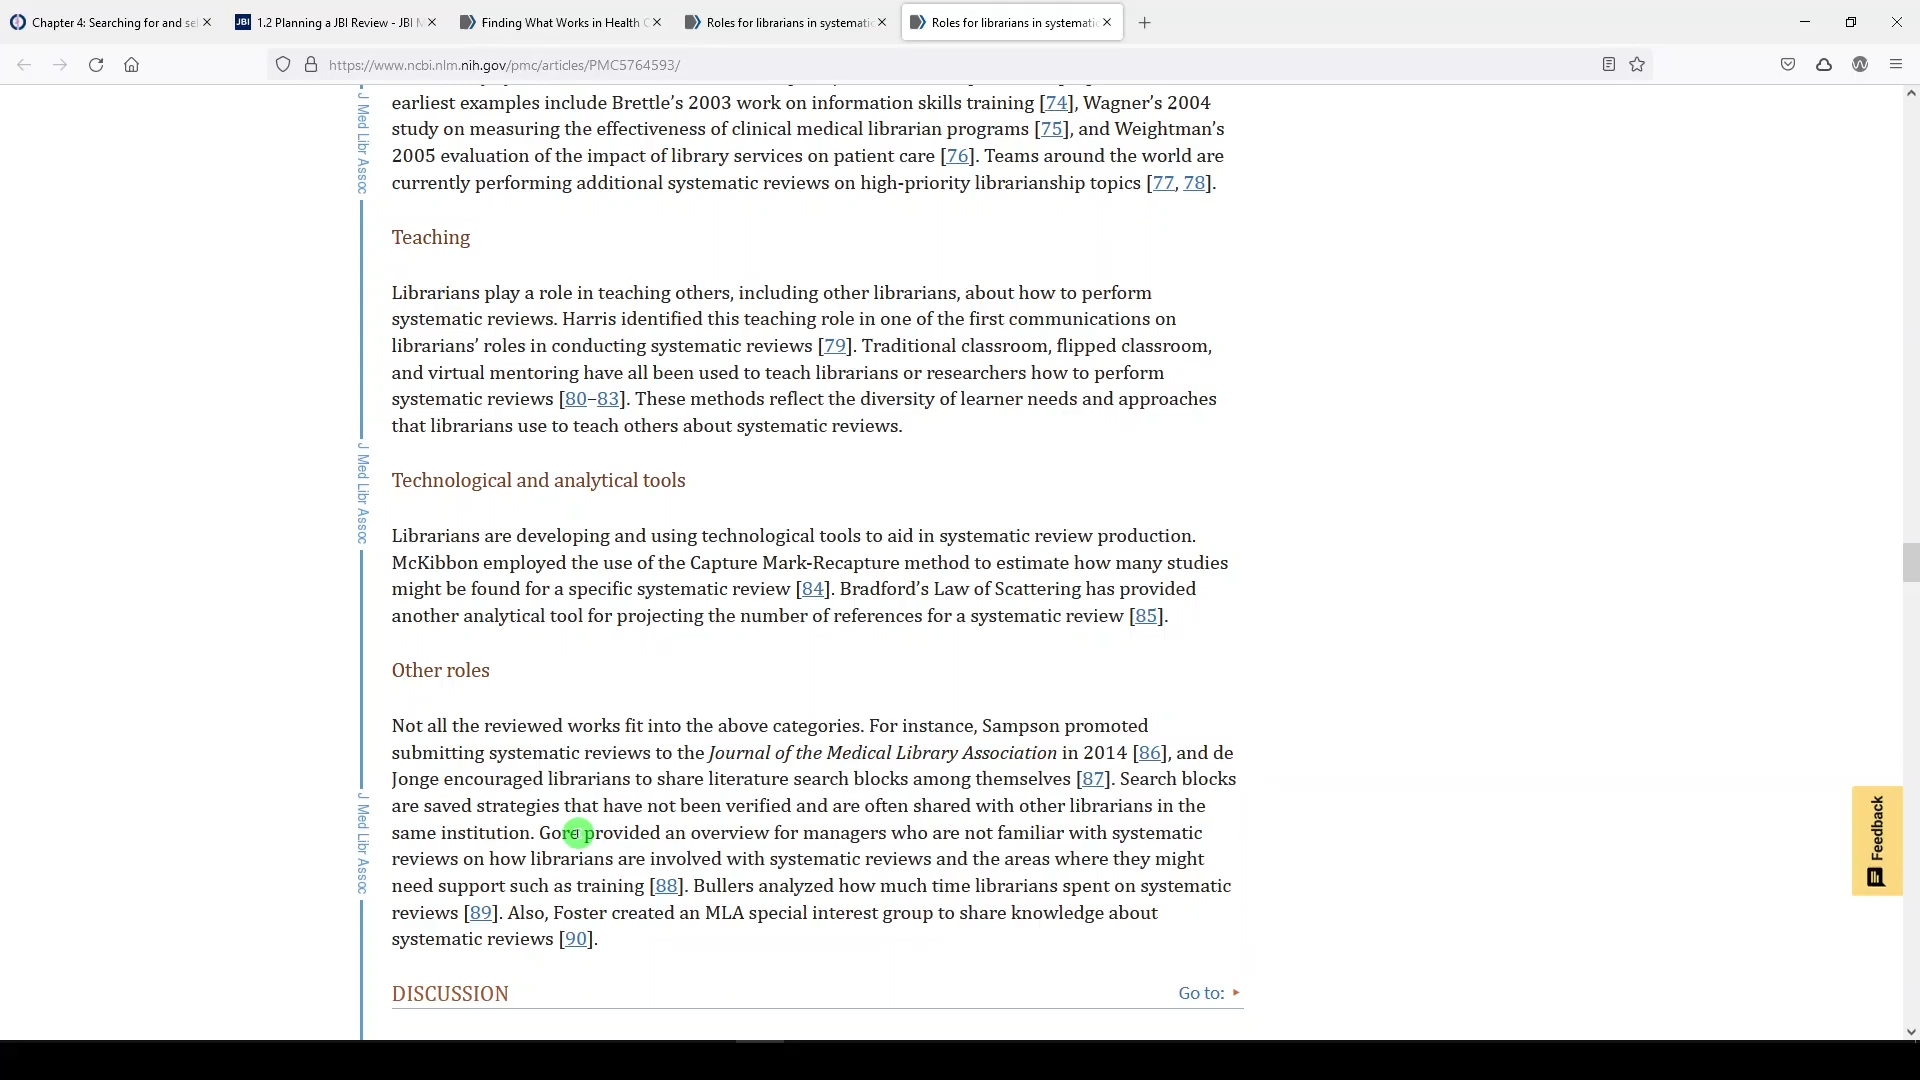 Chapter 4: Searching for and se
1.2 Planning a JBI Review - JBI M
Finding What Works in Health C
Roles for librarians in systematic
Roles for librarians in systematic
https://www.ncbi.nlm.nih.gov/pmc/articles/PMC5764593/
earliest examples include Brettle's 2003 work on information skills training [74], Wagner's 2004
study on measuring the effectiveness of clinical medical librarian programs [75], and Weightman's
2005 evaluation of the impact of library services on patient care [76]. Teams around the world are
currently performing additional systematic reviews on high-priority librarianship topics [77, 78].
Teaching
Librarians play a role in teaching others, including other librarians, about how to perform
systematic reviews. Harris identified this teaching role in one of the first communications on
librarians' roles in conducting systematic reviews [79]. Traditional classroom, flipped classroom,
and virtual mentoring have all been used to teach librarians or researchers how to perform
systematic reviews [80–83]. These methods reflect the diversity of learner needs and approaches
that librarians use to teach others about systematic reviews.
Technological and analytical tools
Librarians are developing and using technological tools to aid in systematic review production.
McKibbon employed the use of the Capture Mark-Recapture method to estimate how many studies
might be found for a specific systematic review [84]. Bradford's Law of Scattering has provided
another analytical tool for projecting the number of references for a systematic review [85].
Other roles
Not all the reviewed works fit into the above categories. For instance, Sampson promoted
submitting systematic reviews to the Journal of the Medical Library Association in 2014 [86], and de
Jonge encouraged librarians to share literature search blocks among themselves [87]. Search blocks
are saved strategies that have not been verified and are often shared with other librarians in the
same institution. Gore provided an overview for managers who are not familiar with systematic
reviews on how librarians are involved with systematic reviews and the areas where they might
need support such as training [88]. Bullers analyzed how much time librarians spent on systematic
reviews [89]. Also, Foster created an MLA special interest group to share knowledge about
systematic reviews [90].
DISCUSSION
Go to:
J Med Libr Assoc
J Med Libr Assoc
J Med Libr Assoc
Feedback